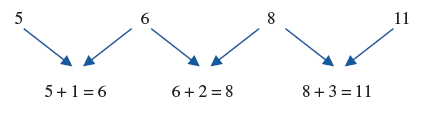 5 6 8 11
5 + 1 = 6 6 + 2 = 8 8 + 3 = 11